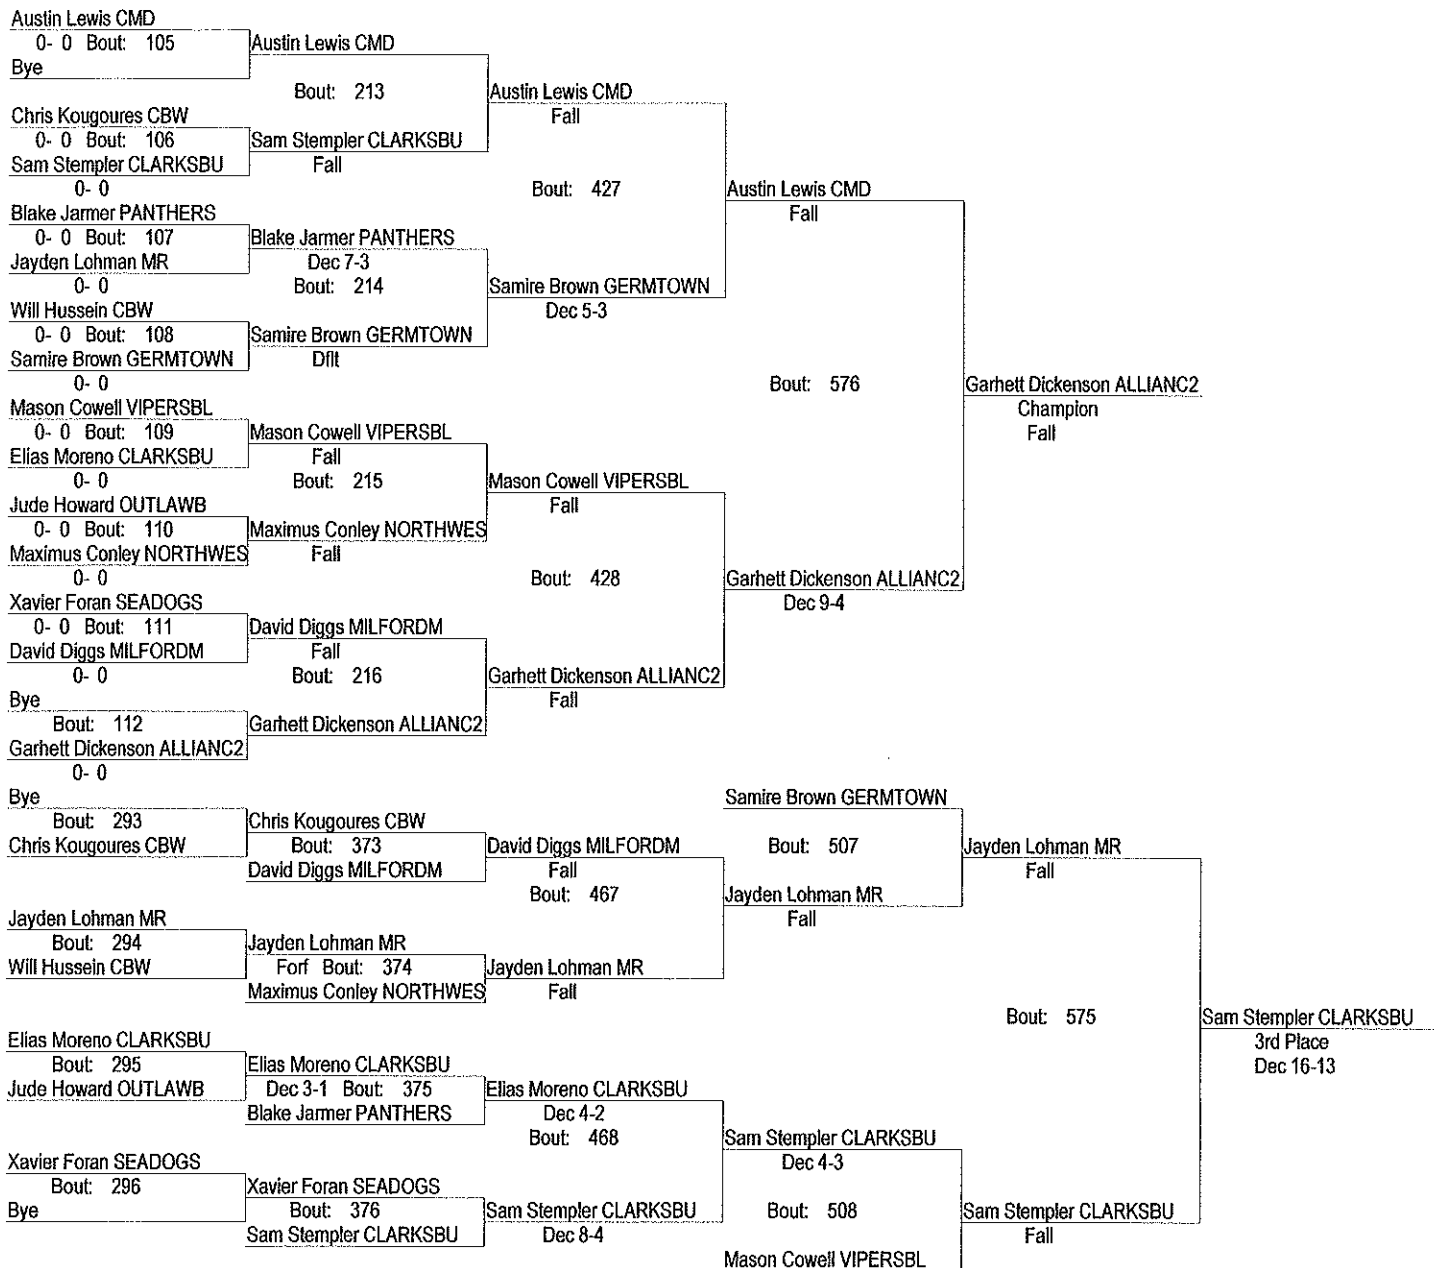 Austin Lewis CMD
0- 0 Bout: 105
Austin Lewis CMD
Bye
Bout: 213
Austin Lewis CMD
Fall
Chris Kougoures CBW
0- 0 Bout: 106
Sam Stempler CLARKSBU
Sam Stempler CLARKSBU
Fall
0- 0
Bout: 427
Austin Lewis CMD
Fall
Blake Jarmer PANTHERS
0- 0 Bout: 107
Blake Jarmer PANTHERS
Jayden Lohman MR
Dec 7-3
0- 0
Bout: 214
Samire Brown GERMTOWN
Dec 5-3
Will Hussein CBW
0- 0 Bout: 108
Samire Brown GERMTOWN
Samire Brown GERMTOWN
Dflt
0- 0
Bout: 576
Garhett Dickenson ALLIANC2
Champion
Fall
Mason Cowell VIPERSBL
0- 0 Bout: 109
Mason Cowell VIPERSBL
Elias Moreno CLARKSBU
Fall
0- 0
Bout: 215
Mason Cowell VIPERSBL
Fall
Jude Howard OUTLAWB
0- 0 Bout: 110
Maximus Conley NORTHWES
Maximus Conley NORTHWES
Fall
0- 0
Bout: 428
Garhett Dickenson ALLIANC2
Dec 9-4
Xavier Foran SEADOGS
0- 0 Bout: 111
David Diggs MILFORDM
David Diggs MILFORDM
Fall
0- 0
Bout: 216
Garhett Dickenson ALLIANC2
Fall
Bye
Bout: 112
Garhett Dickenson ALLIANC2
Garhett Dickenson ALLIANC2
0- 0
Bye
Bout: 293
Chris Kougoures CBW
Chris Kougoures CBW
Bout: 373
David Diggs MILFORDM
David Diggs MILFORDM
Fall
Bout: 467
Samire Brown GERMTOWN
Bout: 507
Jayden Lohman MR
Fall
Jayden Lohman MR
Fall
Jayden Lohman MR
Bout: 294
Jayden Lohman MR
Will Hussein CBW
Forf Bout: 374
Jayden Lohman MR
Maximus Conley NORTHWES
Fall
Bout: 575
Sam Stempler CLARKSBU
3rd Place
Dec 16-13
Elias Moreno CLARKSBU
Bout: 295
Elias Moreno CLARKSBU
Jude Howard OUTLAWB
Dec 3-1 Bout: 375
Elias Moreno CLARKSBU
Blake Jarmer PANTHERS
Dec 4-2
Bout: 468
Sam Stempler CLARKSBU
Dec 4-3
Xavier Foran SEADOGS
Bout: 296
Xavier Foran SEADOGS
Bye
Bout: 376
Sam Stempler CLARKSBU
Sam Stempler CLARKSBU
Dec 8-4
Bout: 508
Sam Stempler CLARKSBU
Fall
Mason Cowell VIPERSBL